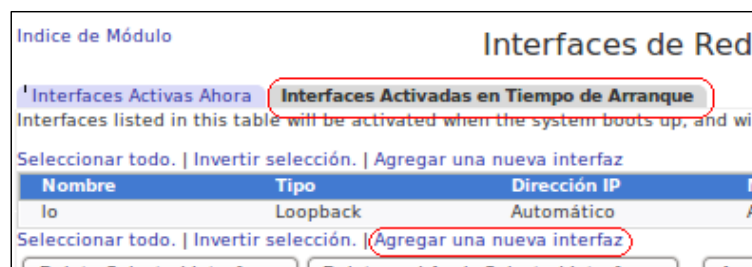 Indice de Módulo
Interfaces de Red
Interfaces Activas Ahora Interfaces Activadas en Tiempo de Arranque
Interfaces listed in this table will be activated when the system boots up, and wi
Seleccionar todo. | Invertir selección. | Agregar una nueva interfaz
Nombre Tipo Dirección IP
lo Loopback Automático
Seleccionar todo. | Invertir selección. | Agregar una nueva interfaz